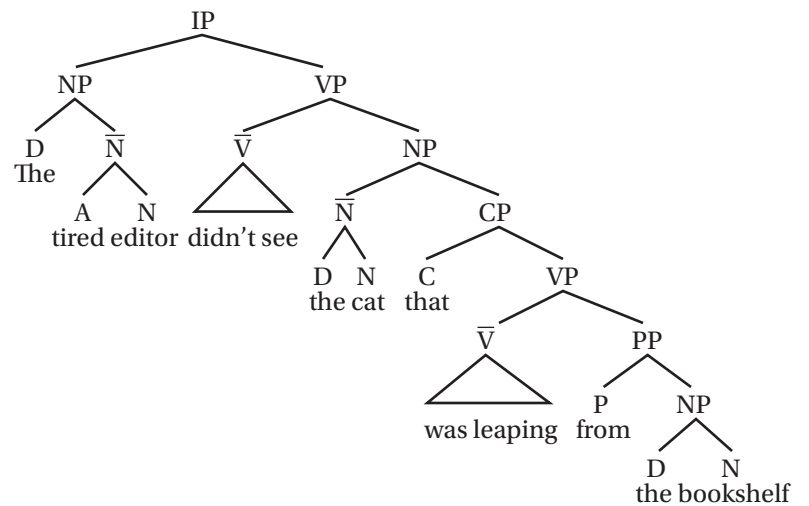 IP
NP VP
D N̅ V̅ NP
The
A N N̅ CP
tired editor didn't see
D N C VP
the cat that
V̅ PP
P NP
was leaping from
D N
the bookshelf